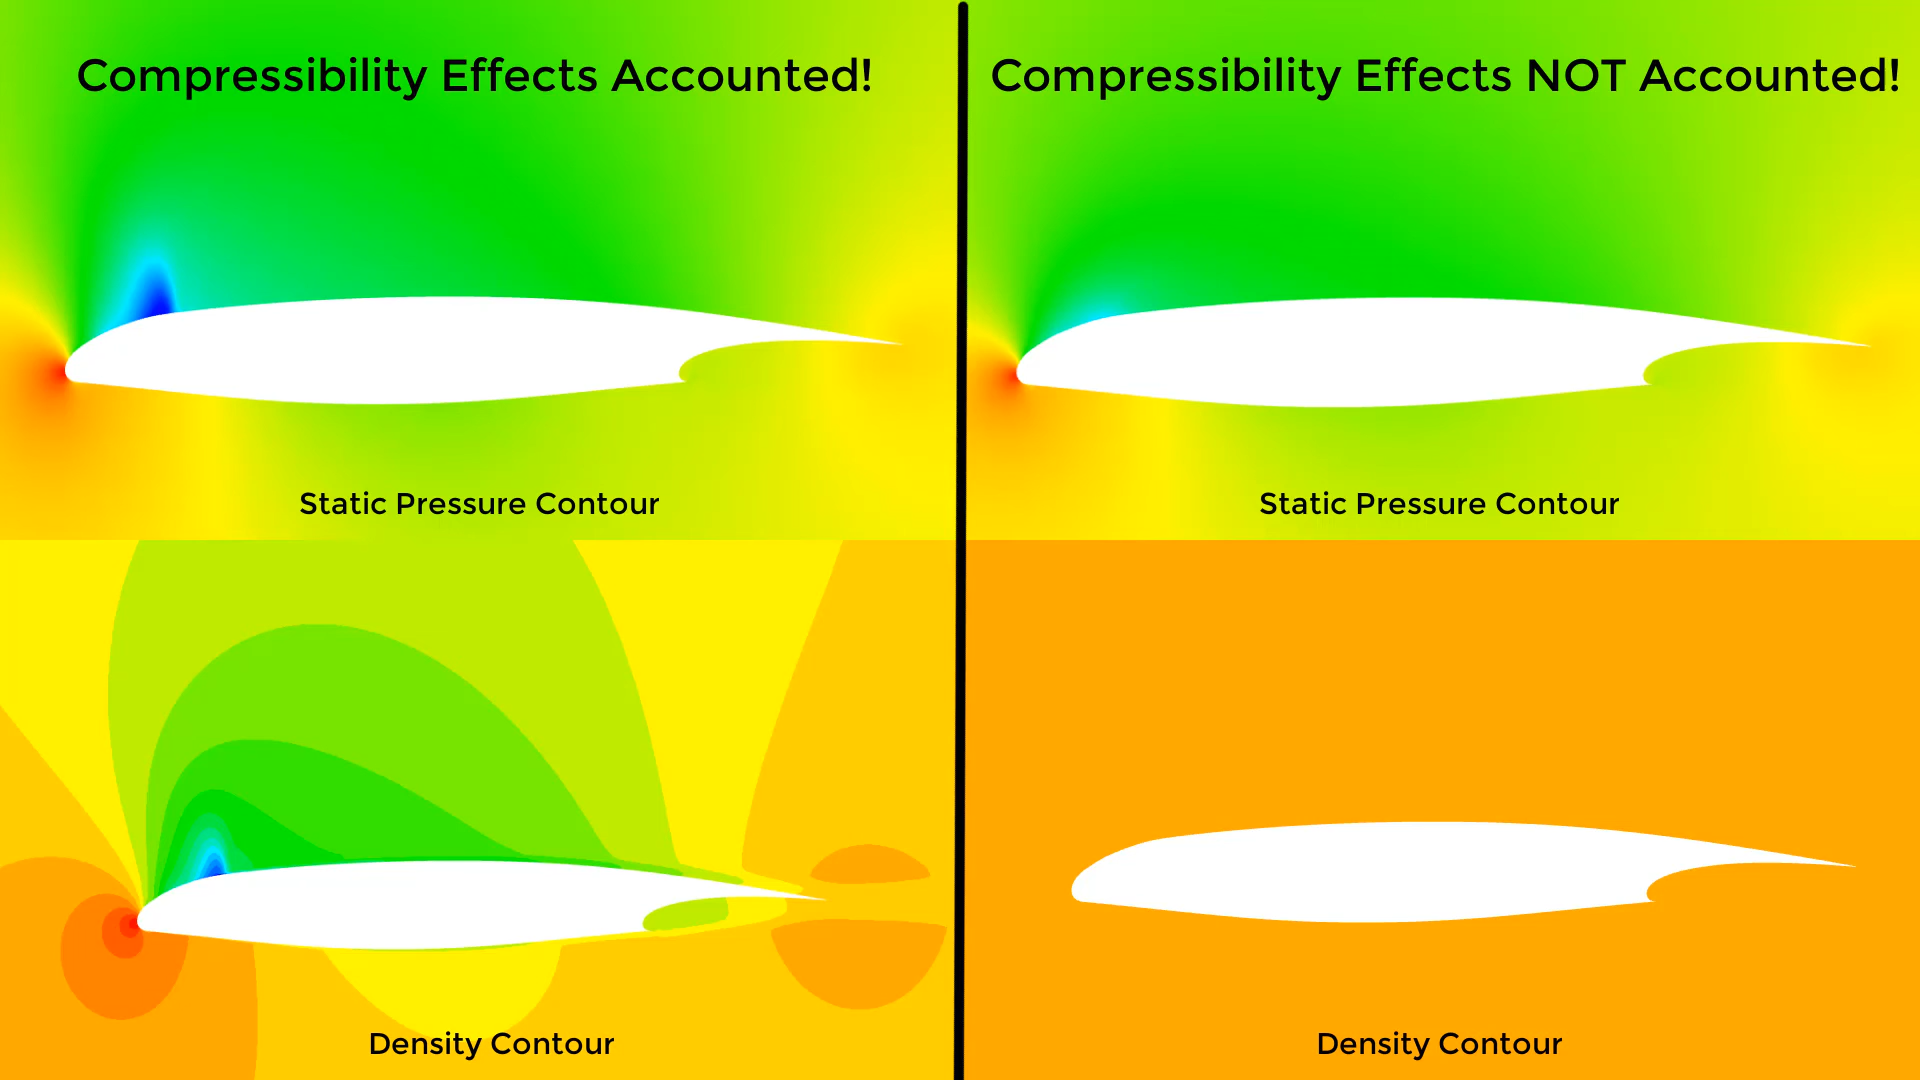 Compressibility Effects Accounted!
Compressibility Effects NOT Accounted!
Static Pressure Contour
Static Pressure Contour
Density Contour
Density Contour